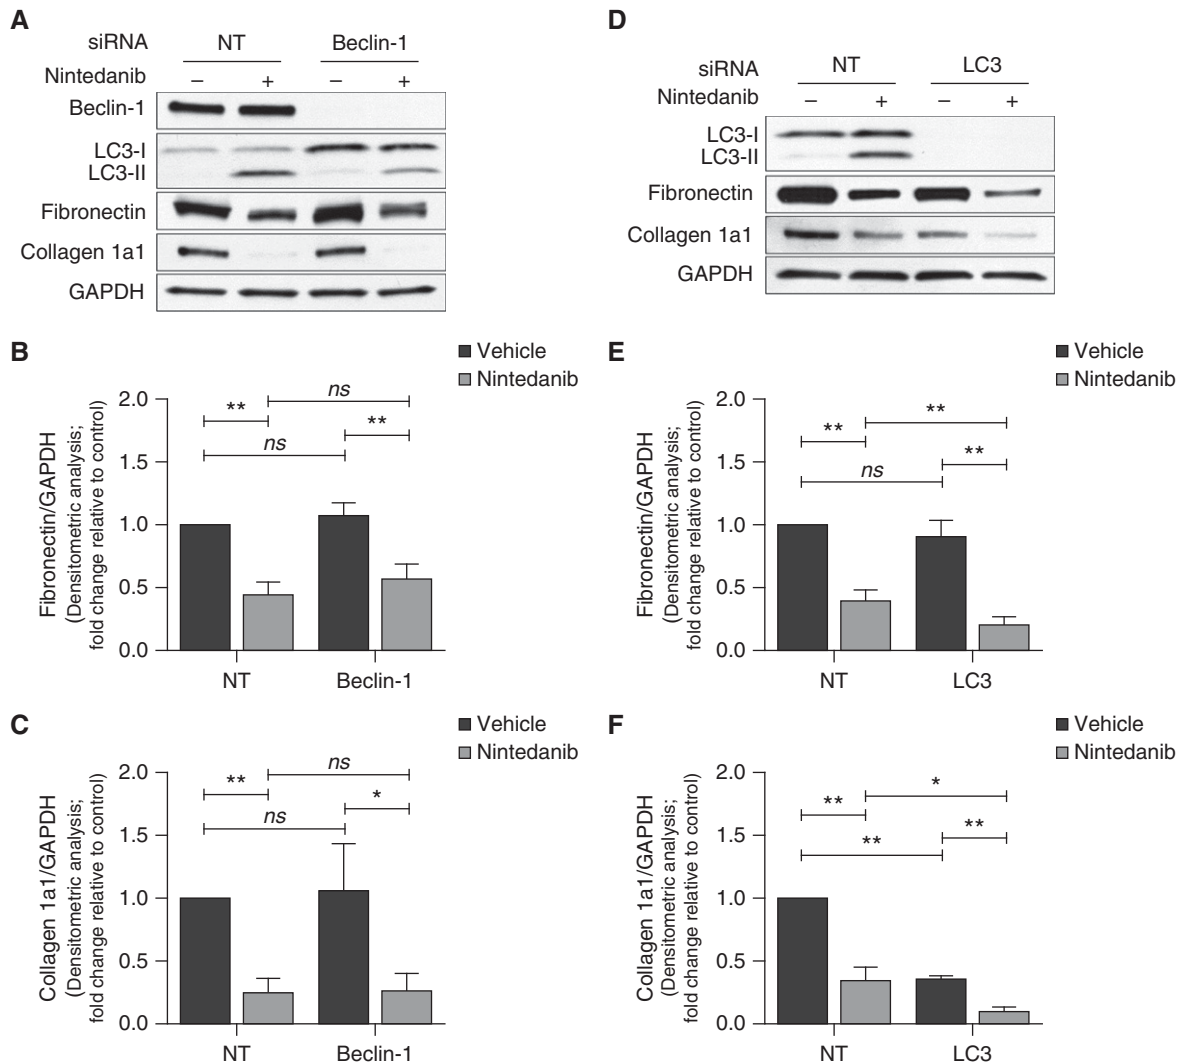 A
siRNA NT Beclin-1
Nintedanib – + – +
Beclin-1
LC3-I
LC3-II
Fibronectin
Collagen 1a1
GAPDH
D
siRNA NT LC3
Nintedanib – + – +
LC3-I
LC3-II
Fibronectin
Collagen 1a1
GAPDH
B
Vehicle
Nintedanib
Fibronectin/GAPDH
(Densitometric analysis;
fold change relative to control)
2.0
1.5
1.0
0.5
0.0
ns
**
**
ns
NT Beclin-1
E
Vehicle
Nintedanib
Fibronectin/GAPDH
(Densitometric analysis;
fold change relative to control)
2.0
1.5
1.0
0.5
0.0
**
**
**
ns
NT LC3
C
Vehicle
Nintedanib
Collagen 1a1/GAPDH
(Densitometric analysis;
fold change relative to control)
2.0
1.5
1.0
0.5
0.0
ns
**
*
ns
NT Beclin-1
F
Vehicle
Nintedanib
Collagen 1a1/GAPDH
(Densitometric analysis;
fold change relative to control)
2.0
1.5
1.0
0.5
0.0
*
**
**
**
NT LC3